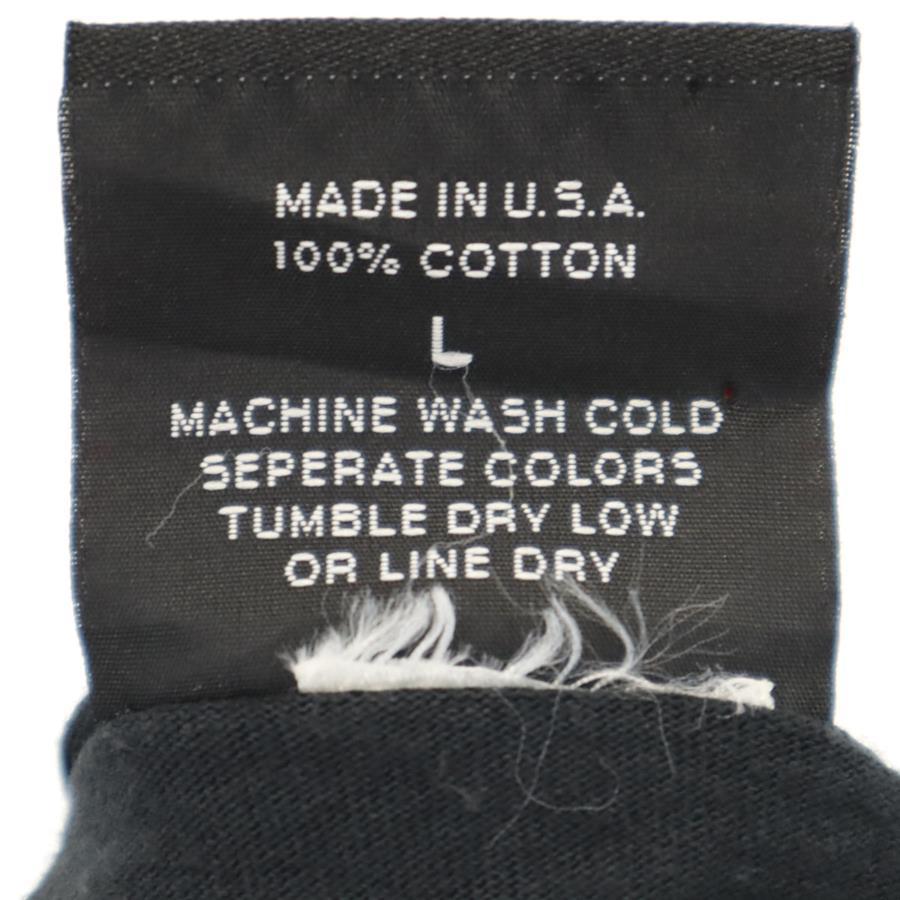 MADE IN U.S.A.
100% COTTON
L
MACHINE WASH COLD
SEPERATE COLORS
TUMBLE DRY LOW
OR LINE DRY